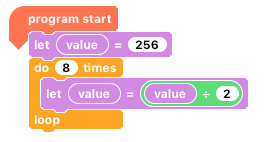 program start
let value = 256
do 8 times
let value = value ÷ 2
loop